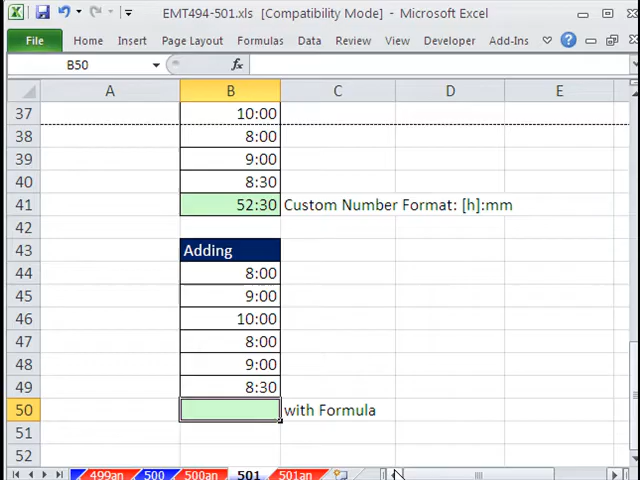 EMT494-501.xls [Compatibility Mode] - Microsoft Excel
File Home Insert Page Layout Formulas Data Review View Developer Add-Ins
B50 fx
A B C D E
37 10:00
38 8:00
39 9:00
40 8:30
41 52:30 Custom Number Format: [h]:mm
42
43 Adding
44 8:00
45 9:00
46 10:00
47 8:00
48 9:00
49 8:30
50 with Formula
51
52
499an 500 500an 501 501an